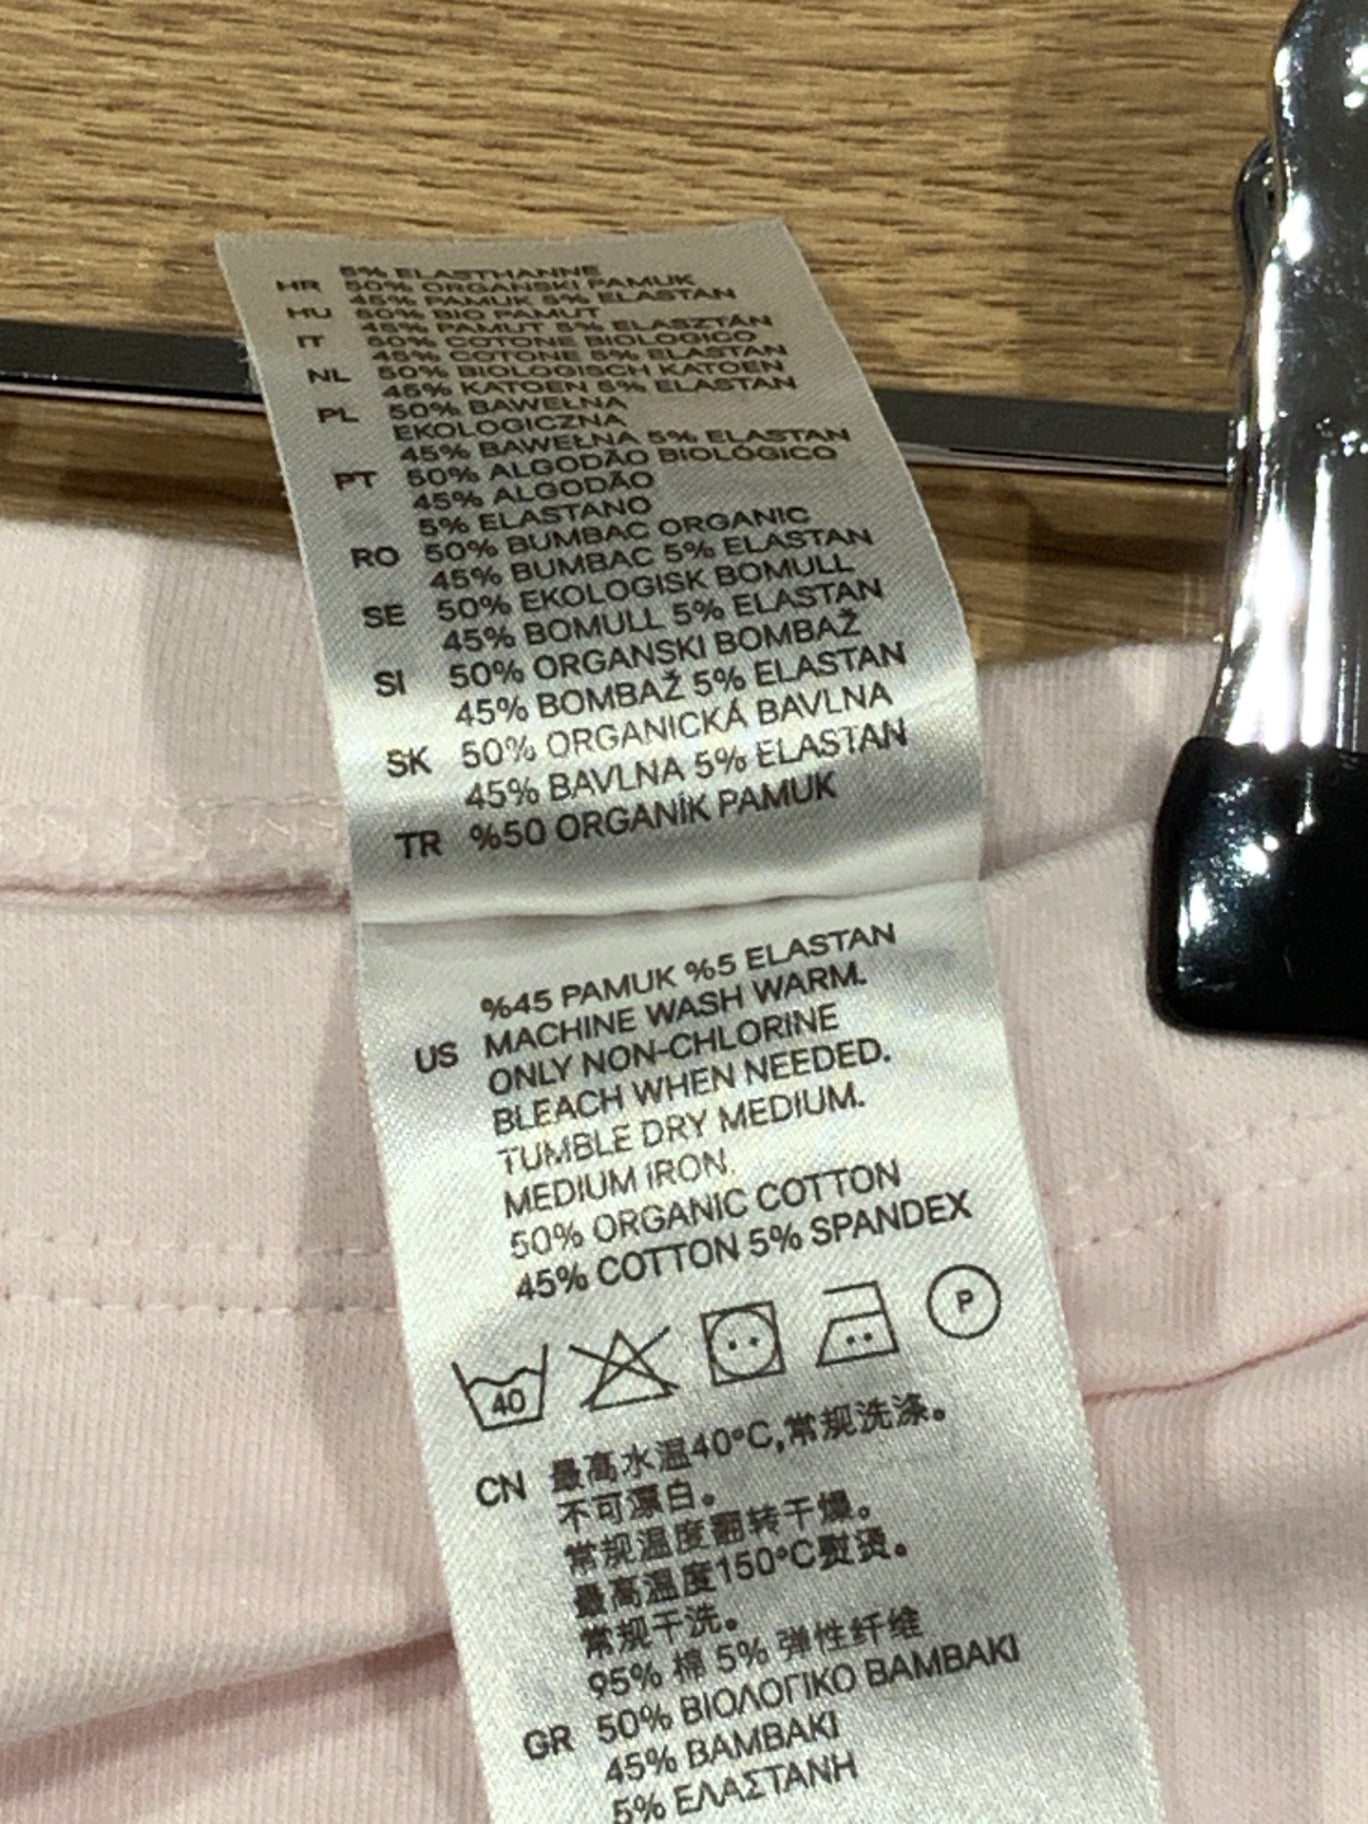 5% ELASTHANNE
HR 50% ORGANSKI PAMUK
45% PAMUK 5% ELASTAN
HU 50% BIO PAMUT
45% PAMUT 5% ELASZTÁN
IT 50% COTONE BIOLOGICO
45% COTONE 5% ELASTAN
NL 50% BIOLOGISCH KATOEN
45% KATOEN 5% ELASTAN
PL 50% BAWEŁNA
EKOLOGICZNA
45% BAWEŁNA 5% ELASTAN
PT 50% ALGODÃO BIOLÓGICO
45% ALGODÃO
5% ELASTANO
RO 50% BUMBAC ORGANIC
45% BUMBAC 5% ELASTAN
SE 50% EKOLOGISK BOMULL
45% BOMULL 5% ELASTAN
SI 50% ORGANSKI BOMBAŽ
45% BOMBAŽ 5% ELASTAN
SK 50% ORGANICKÁ BAVLNA
45% BAVLNA 5% ELASTAN
TR %50 ORGANİK PAMUK
%45 PAMUK %5 ELASTAN
US MACHINE WASH WARM.
ONLY NON-CHLORINE
BLEACH WHEN NEEDED.
TUMBLE DRY MEDIUM.
MEDIUM IRON.
50% ORGANIC COTTON
45% COTTON 5% SPANDEX
40 P
CN 最高水温40°C,常规洗涤。
不可漂白。
常规温度翻转干燥。
最高温度150°C熨烫。
常规干洗。
95% 棉 5% 弹性纤维
GR 50% ΒΙΟΛΟΓΙΚΟ ΒΑΜΒΑΚΙ
45% ΒΑΜΒΑΚΙ
5% ΕΛΑΣΤΑΝΗ